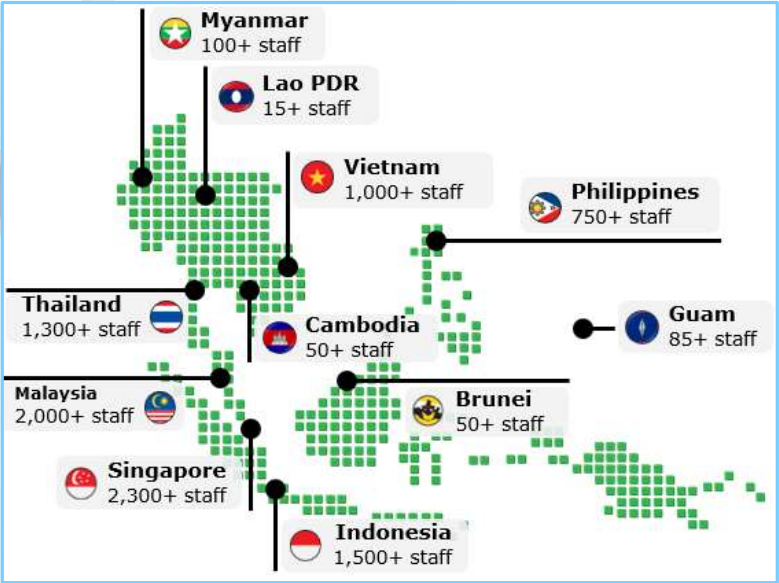 Myanmar
100+ staff
Lao PDR
15+ staff
Vietnam
1,000+ staff
Philippines
750+ staff
Thailand
1,300+ staff
Cambodia
50+ staff
Guam
85+ staff
Malaysia
2,000+ staff
Brunei
50+ staff
Singapore
2,300+ staff
Indonesia
1,500+ staff